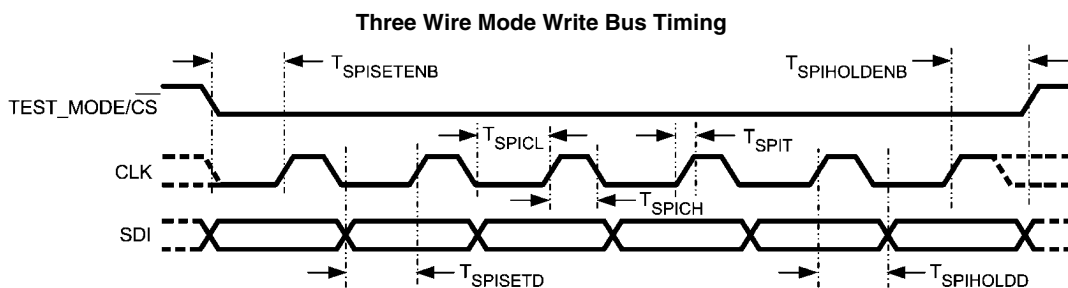 Three Wire Mode Write Bus Timing
TSPISETENB
TSPIHOLDENB
TEST_MODE/CS
TSPICL
TSPIT
CLK
TSPICH
SDI
TSPISETD
TSPIHOLDD